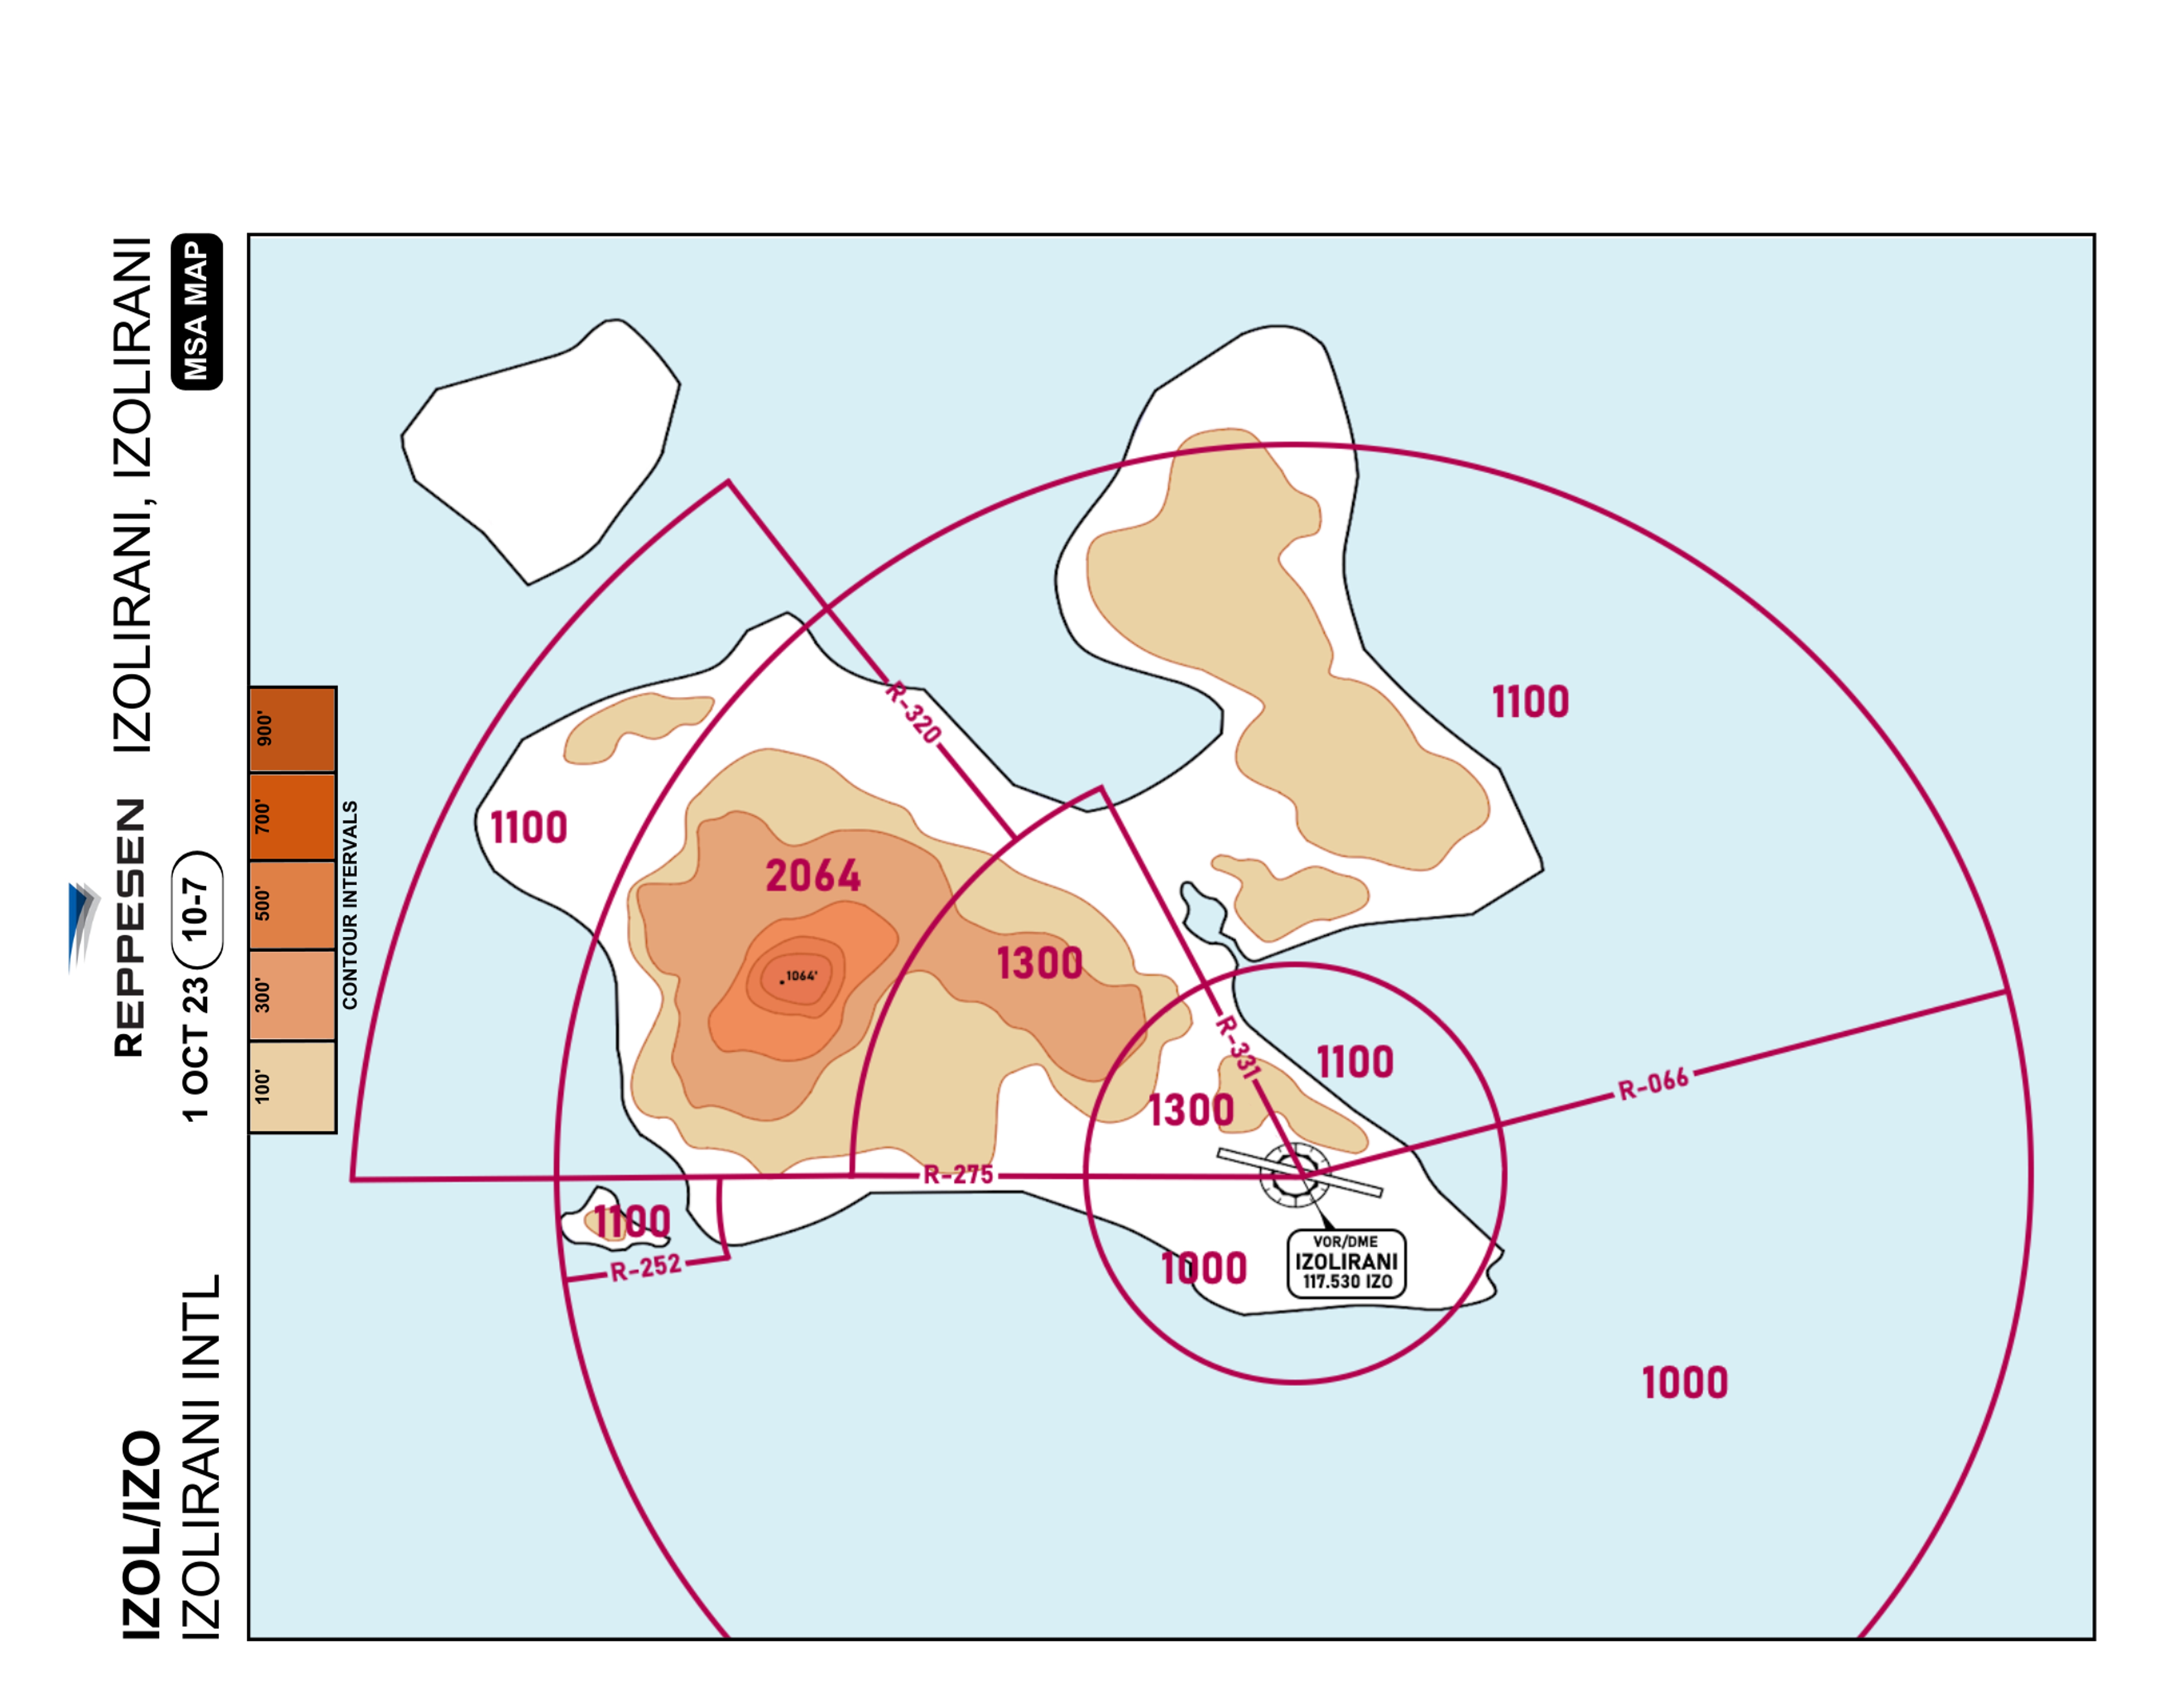 IZOL/IZO
IZOLIRANI INTL
REPPESEN
1 OCT 23
10-7
IZOLIRANI, IZOLIRANI
MSA MAP
900'
700'
500'
300'
100'
CONTOUR INTERVALS
R-320
1100
1100
2064
1064'
1300
R-331
1100
R-066
1300
R-275
1100
R-252
1000
VOR/DME
IZOLIRANI
117.530 IZO
1000